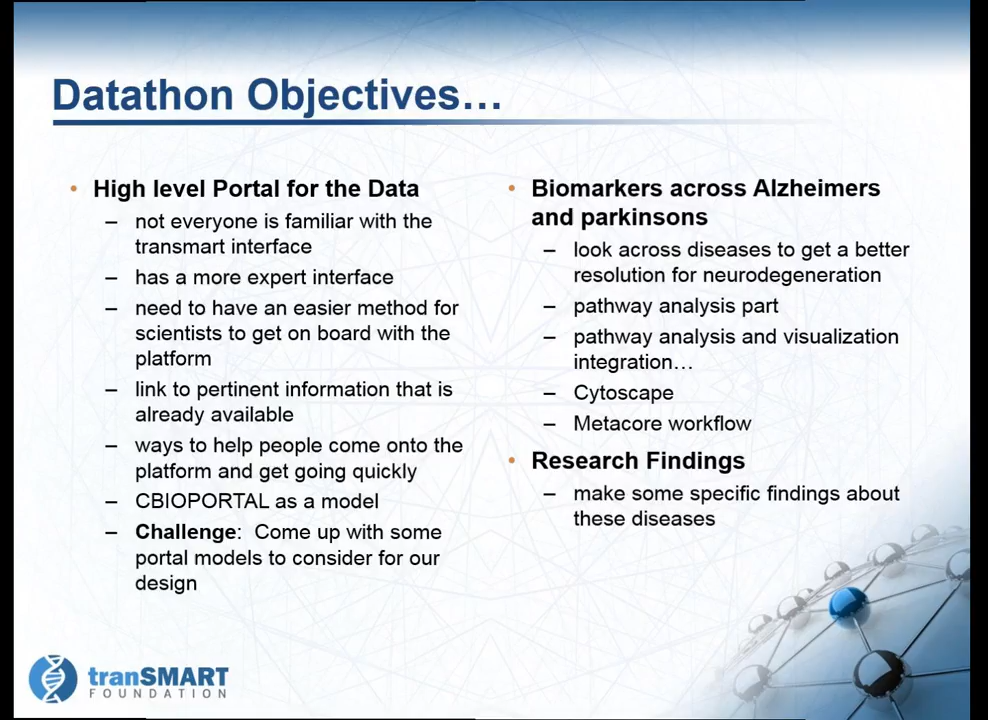 Datathon Objectives…
• High level Portal for the Data
– not everyone is familiar with the
transmart interface
– has a more expert interface
– need to have an easier method for
scientists to get on board with the
platform
– link to pertinent information that is
already available
– ways to help people come onto the
platform and get going quickly
– CBIOPORTAL as a model
– Challenge: Come up with some
portal models to consider for our
design
• Biomarkers across Alzheimers
and parkinsons
– look across diseases to get a better
resolution for neurodegeneration
– pathway analysis part
– pathway analysis and visualization
integration…
– Cytoscape
– Metacore workflow
• Research Findings
– make some specific findings about
these diseases
tranSMART
FOUNDATION